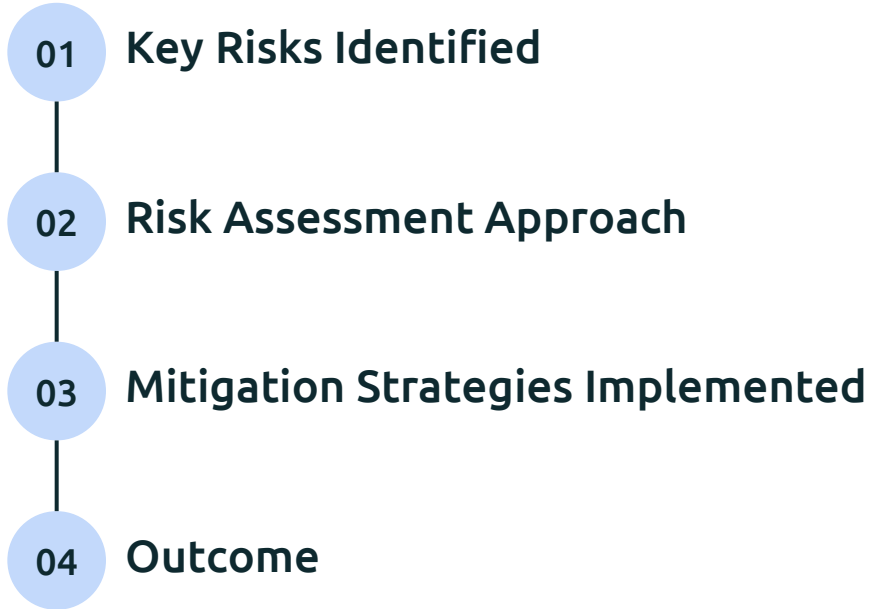 01 Key Risks Identified
02 Risk Assessment Approach
03 Mitigation Strategies Implemented
04 Outcome